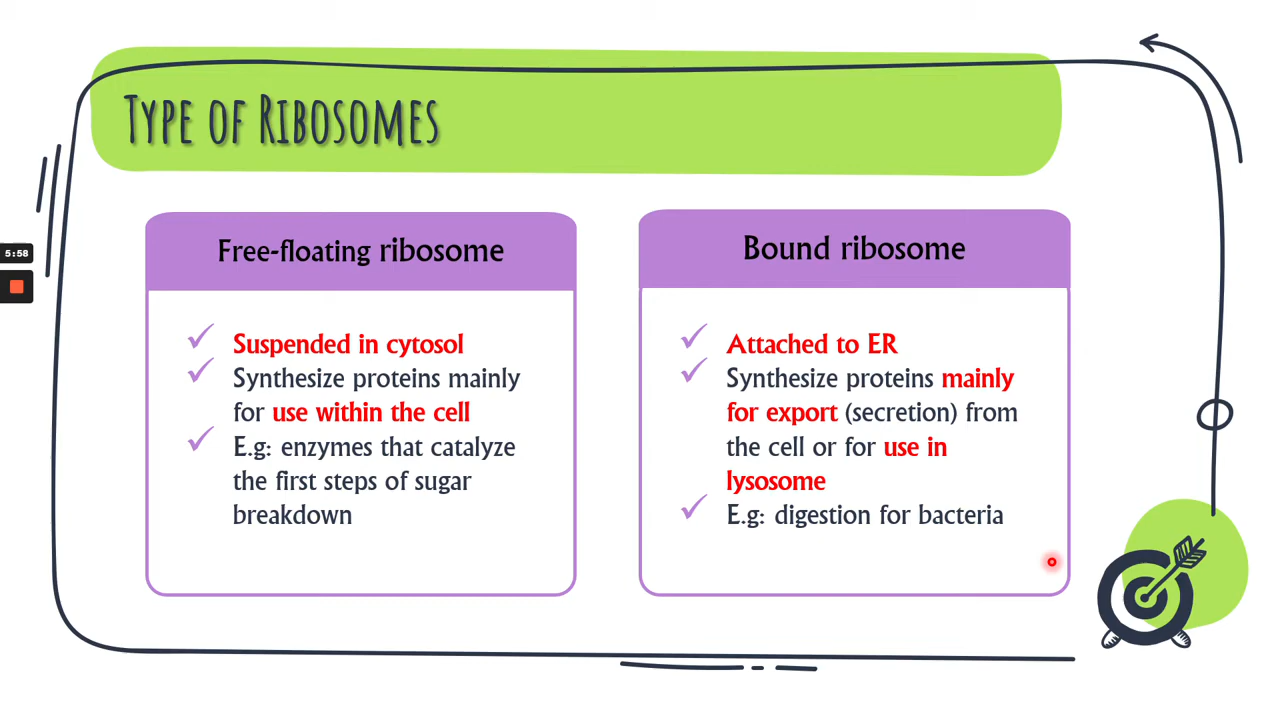 Type of Ribosomes
5:58
Free-floating ribosome
Suspended in cytosol
Synthesize proteins mainly
for use within the cell
E.g: enzymes that catalyze
the first steps of sugar
breakdown
Bound ribosome
Attached to ER
Synthesize proteins mainly
for export (secretion) from
the cell or for use in
lysosome
E.g: digestion for bacteria